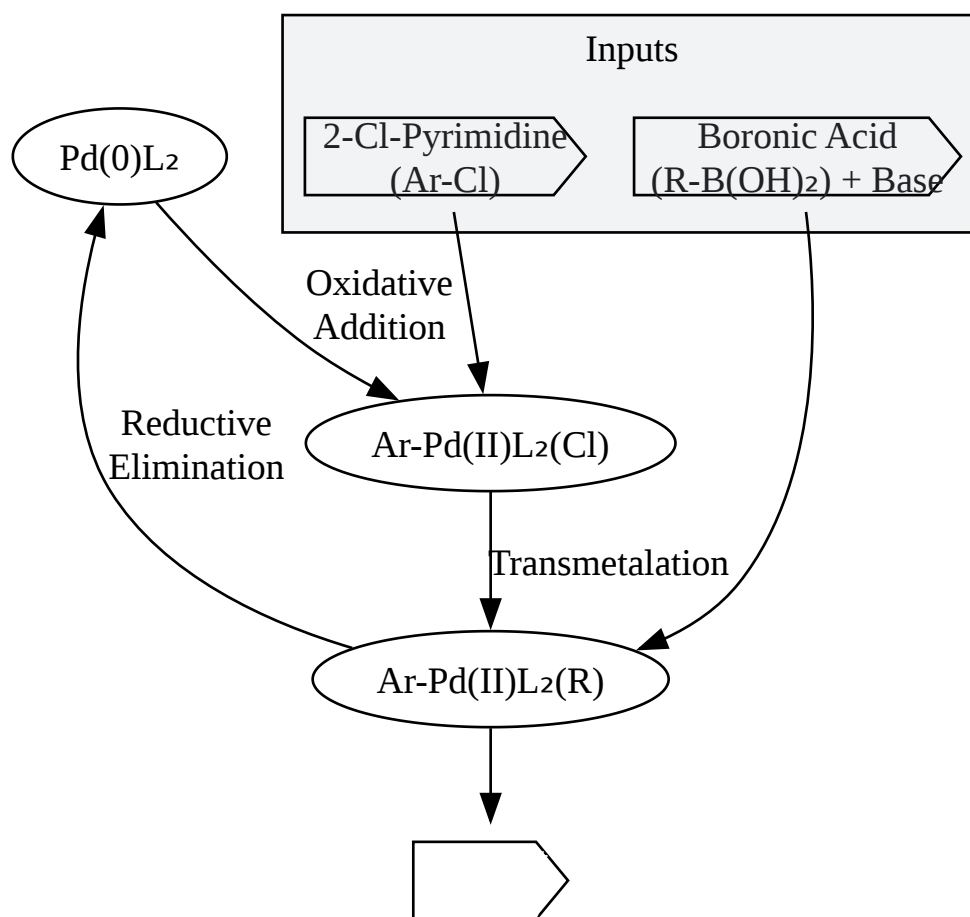 Inputs
2-Cl-Pyrimidine
(Ar-Cl)
Boronic Acid
(R-B(OH)₂) + Base
Pd(0)L₂
Oxidative
Addition
Reductive
Elimination
Ar-Pd(II)L₂(Cl)
Transmetalation
Ar-Pd(II)L₂(R)